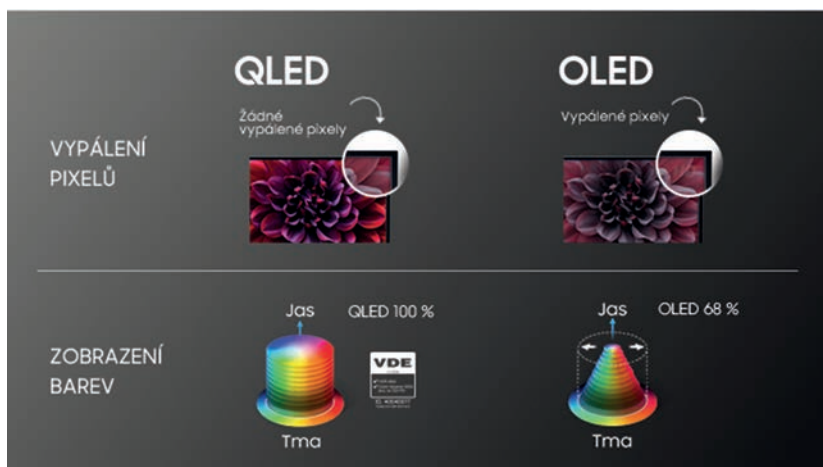 QLED
OLED
Žádné
vypálené pixely
Vypálené pixely
VYPÁLENÍ
PIXELŮ
Jas
QLED 100 %
Jas
OLED 68 %
ZOBRAZENÍ
BAREV
VDE
Tma
Tma